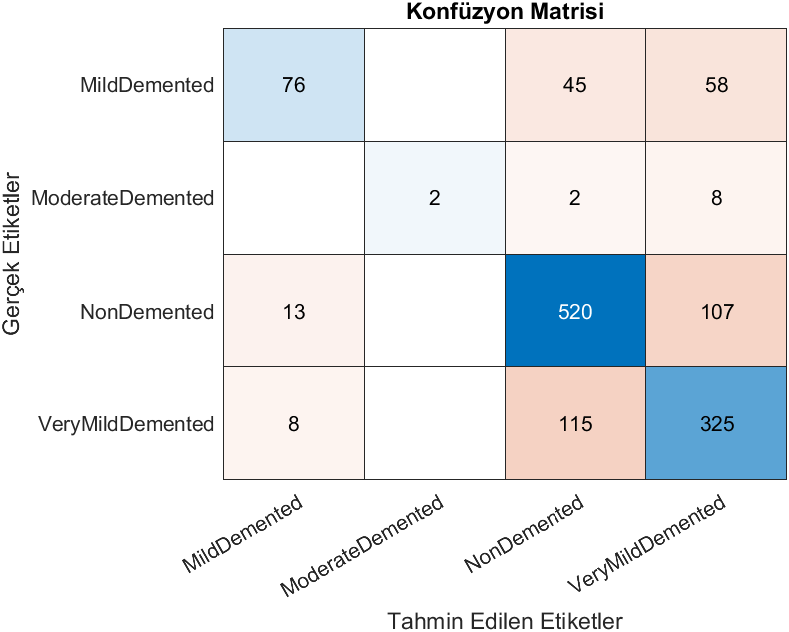 Konfüzyon Matrisi
MildDemented
76
45
58
ModerateDemented
2
2
8
NonDemented
13
520
107
VeryMildDemented
8
115
325
Gerçek Etiketler
MildDemented
ModerateDemented
NonDemented
VeryMildDemented
Tahmin Edilen Etiketler